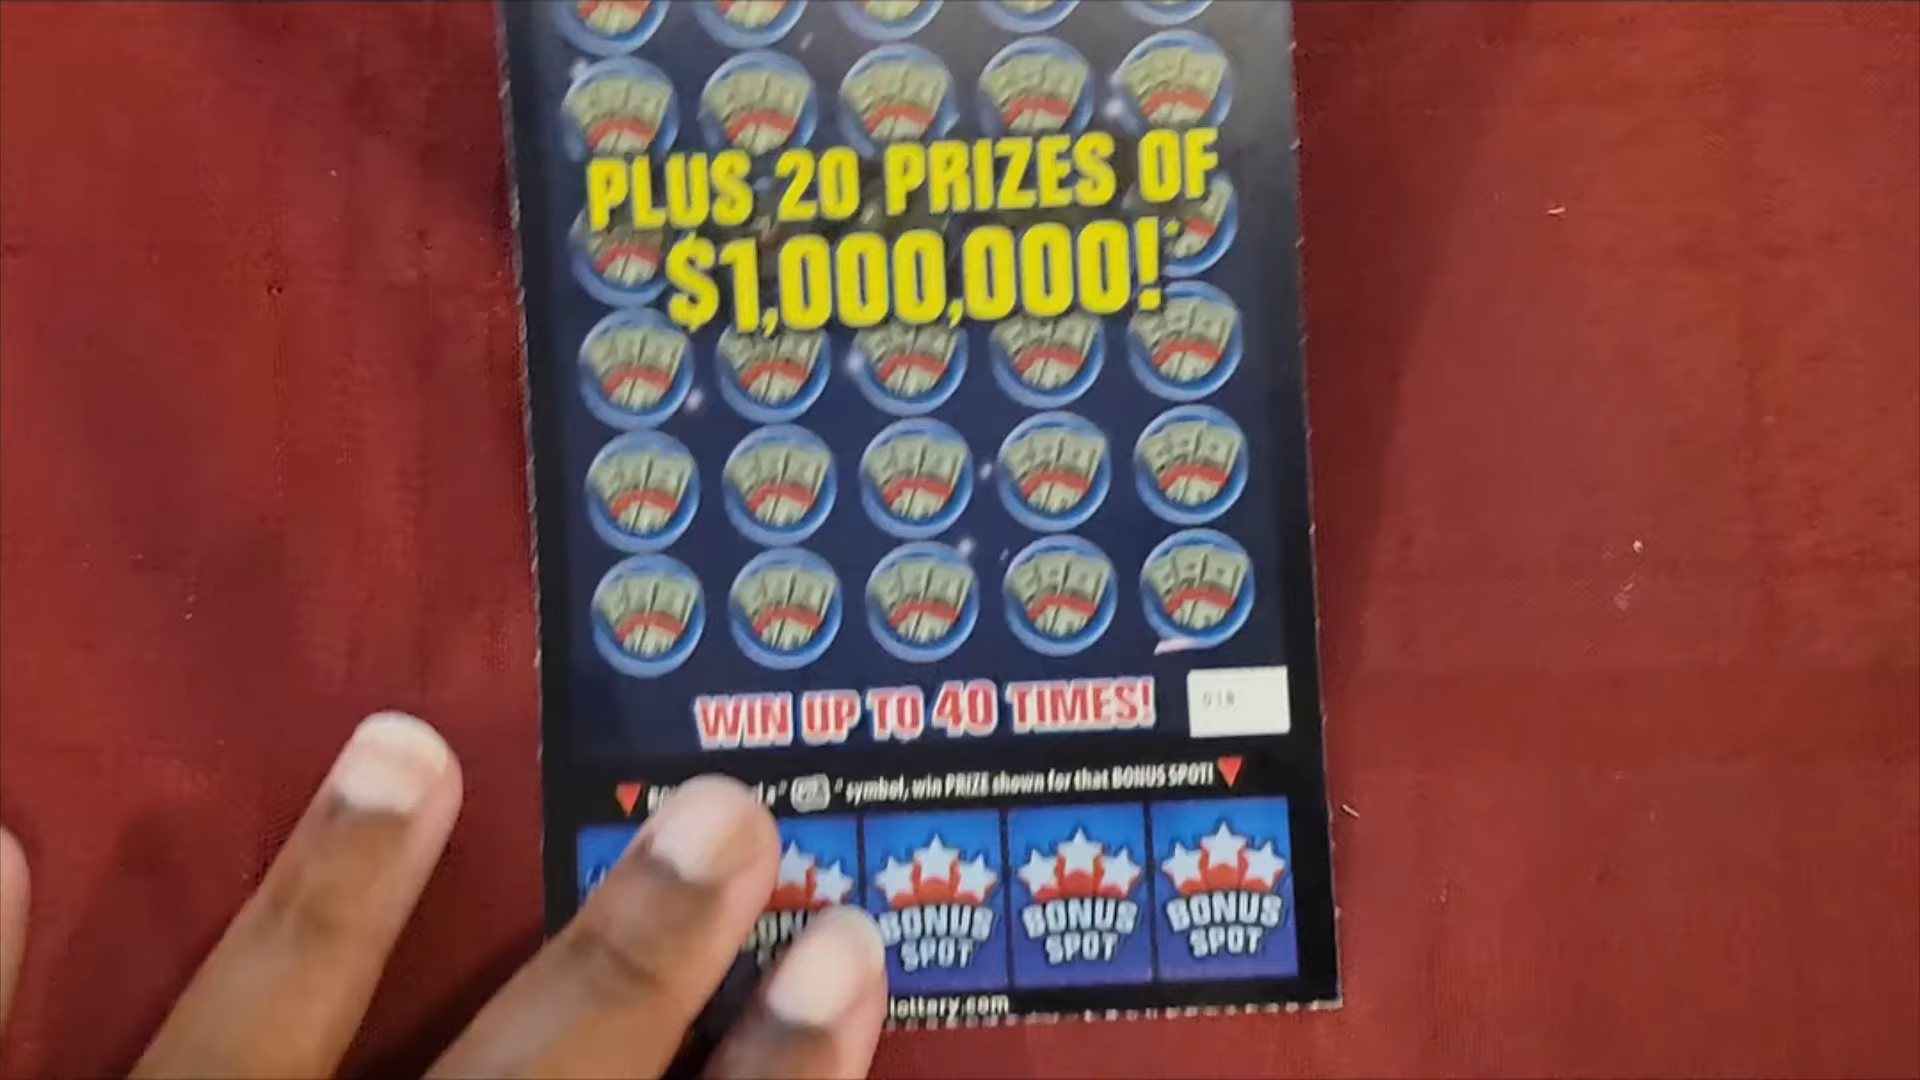 PLUS 20 PRIZES OF
$1,000,000!
WIN UP TO 40 TIMES!
018
symbol, win PRIZE shown for that BONUS SPOT!
BONUS SPOT
BONUS SPOT
BONUS SPOT
lottery.com